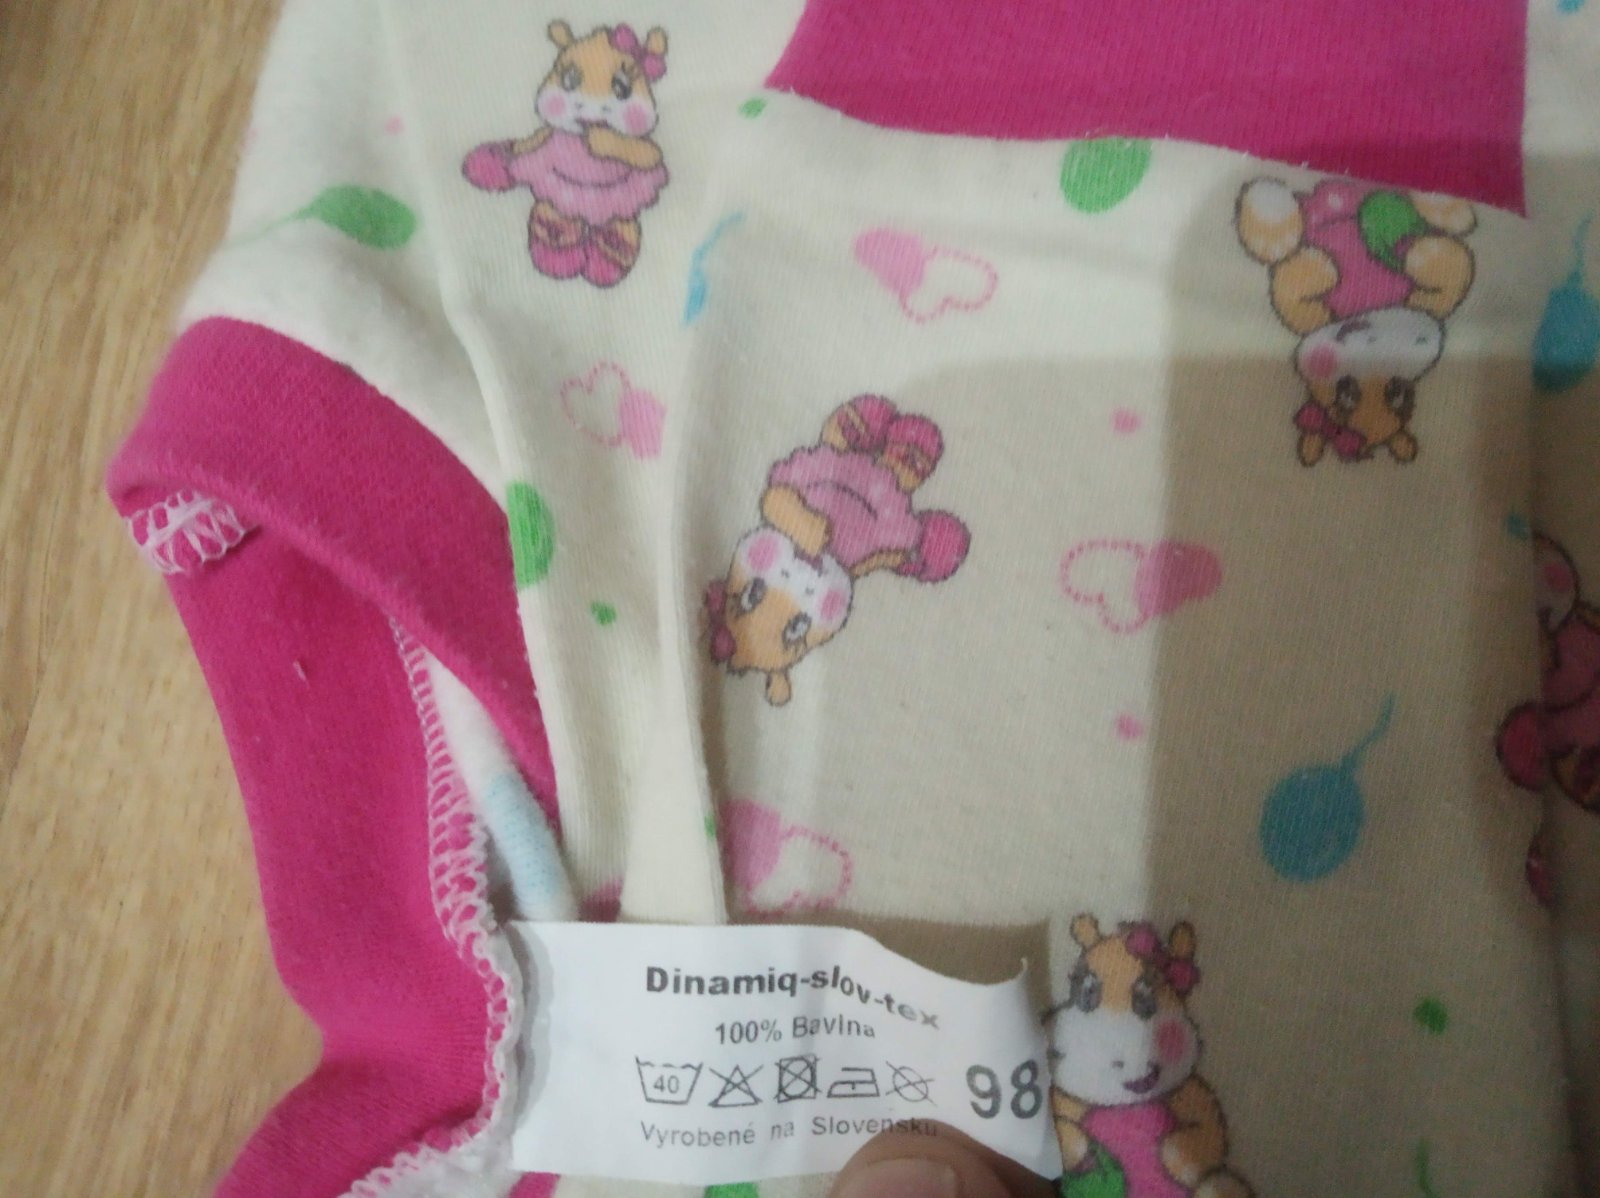 Dinamiq-slov-tex
100% Bavlna
40
98
Vyrobené na Slovensku